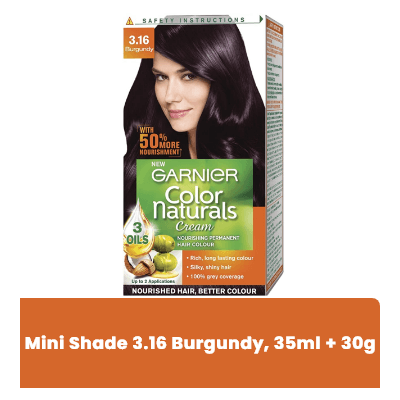 SAFETY INSTRUCTIONS
3.16
Burgundy
WITH
50%
MORE
NOURISHMENT*
NEW
GARNIER
Color
Naturals
Cream
NOURISHING PERMANENT
HAIR COLOUR
3
OILS
• Rich, long lasting colour
• Silky, shiny hair
• 100% grey coverage
Up to 2 Applications
NOURISHED HAIR, BETTER COLOUR
Mini Shade 3.16 Burgundy, 35ml + 30g